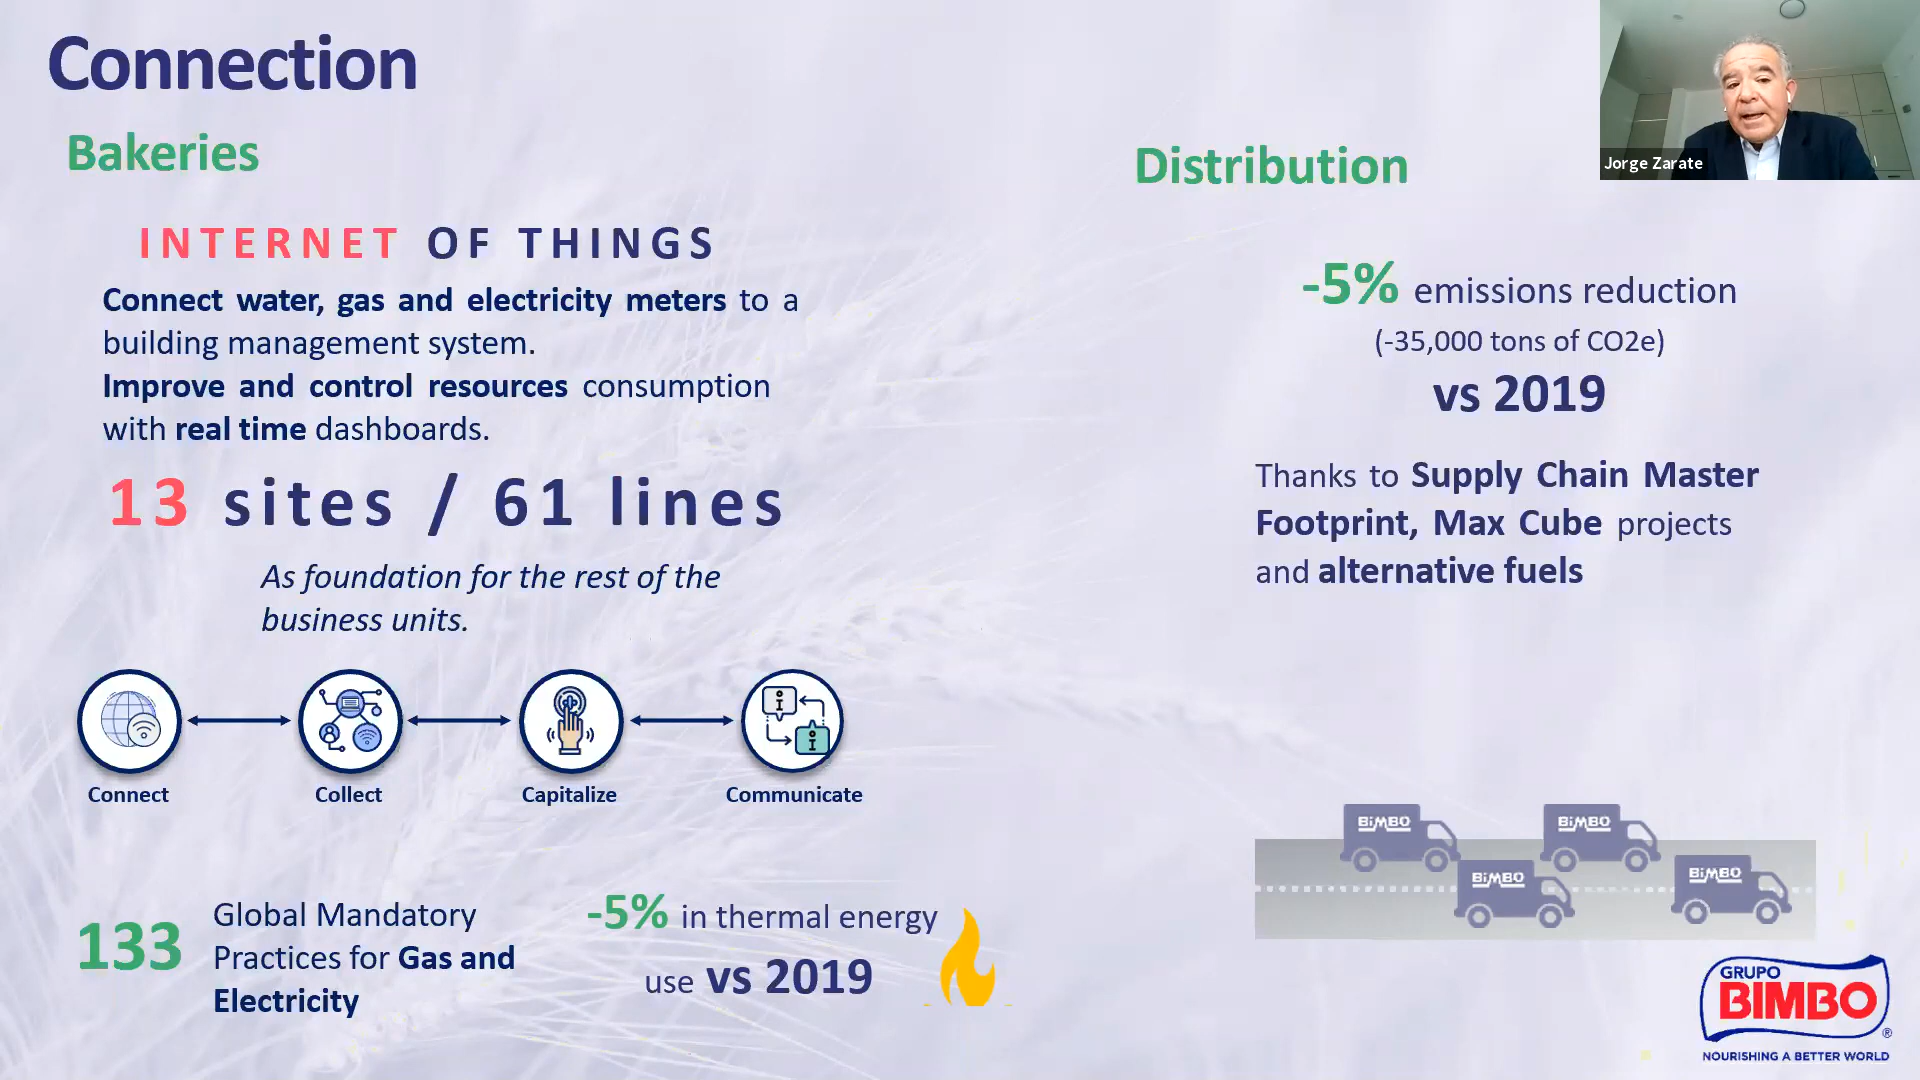 Connection
Bakeries
INTERNET OF THINGS
Connect water, gas and electricity meters to a
building management system.
Improve and control resources consumption
with real time dashboards.
13 sites / 61 lines
As foundation for the rest of the
business units.
Connect
Collect
Capitalize
Communicate
133
Global Mandatory
Practices for Gas and
Electricity
-5% in thermal energy
use vs 2019
Distribution
-5% emissions reduction
(-35,000 tons of CO2e)
vs 2019
Thanks to Supply Chain Master
Footprint, Max Cube projects
and alternative fuels
BIMBO
BIMBO
BIMBO
BIMBO
GRUPO
BIMBO
®
NOURISHING A BETTER WORLD
Jorge Zarate